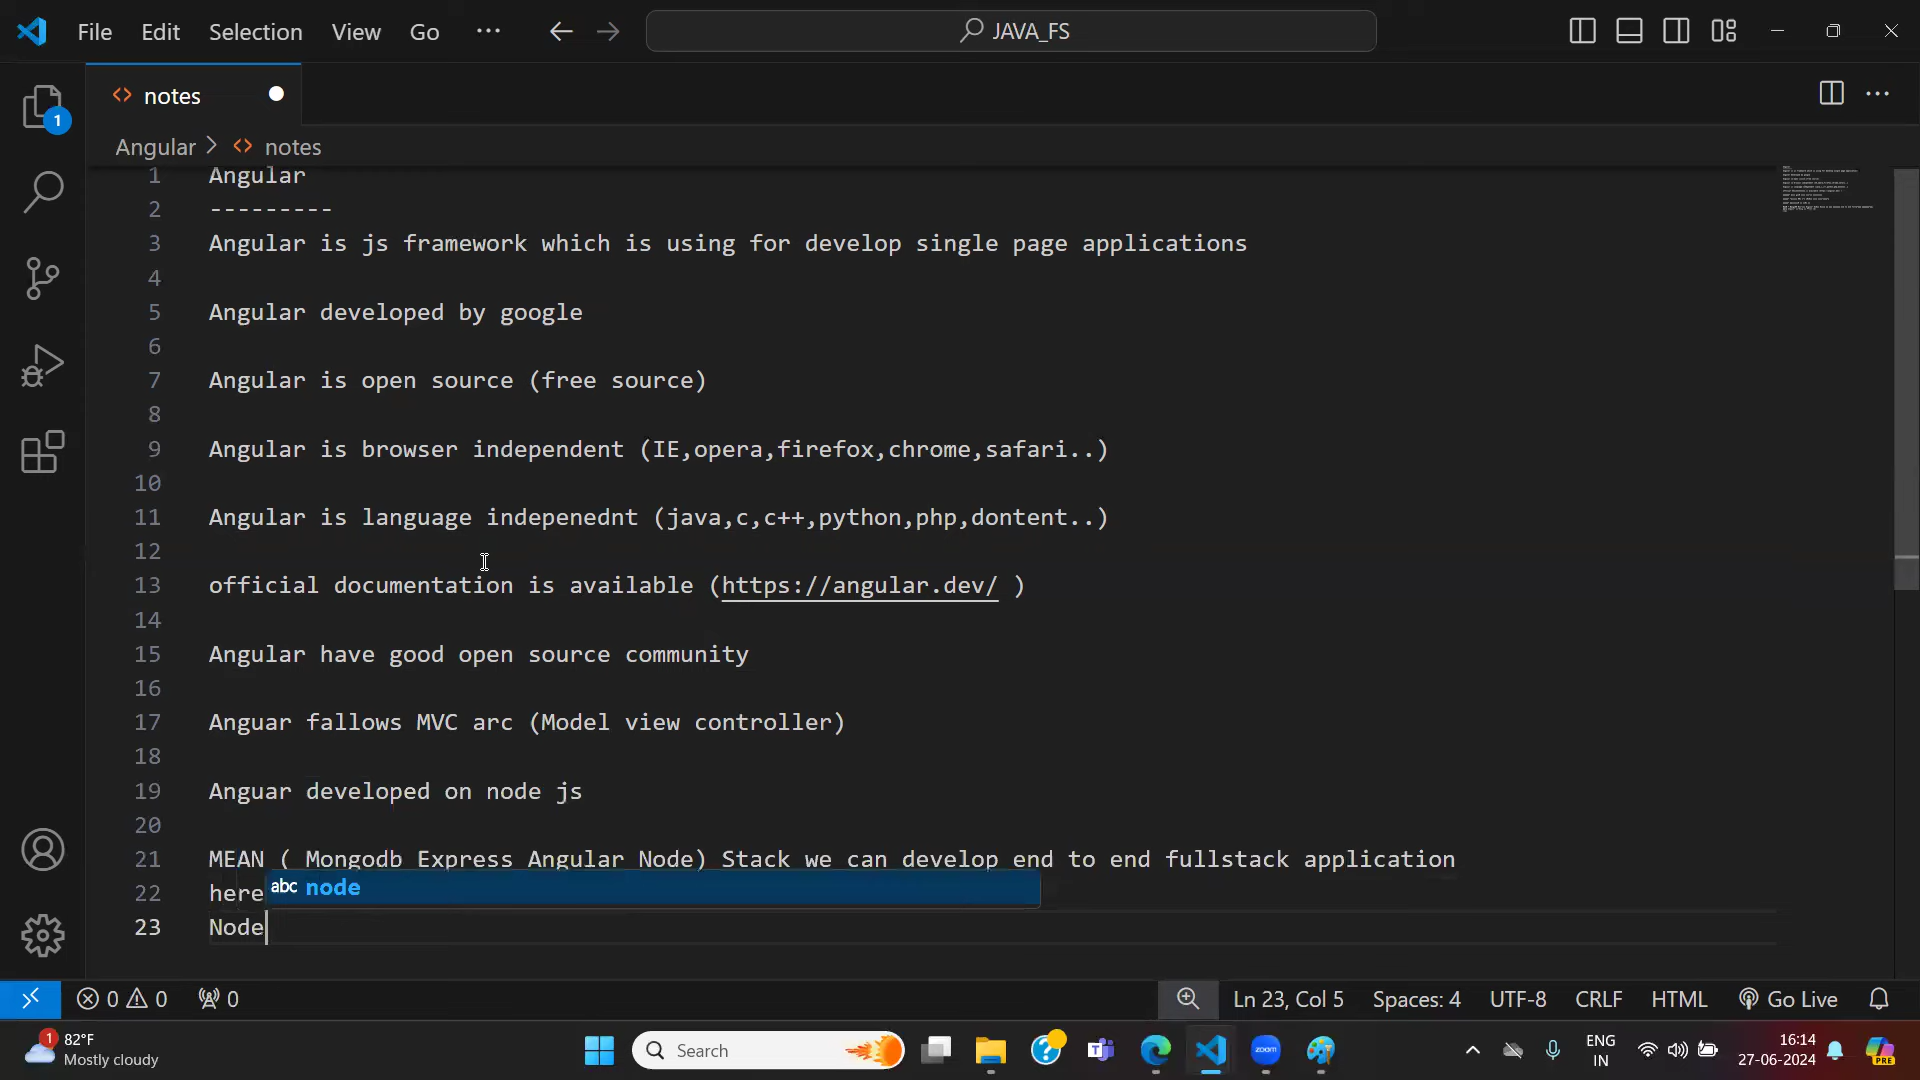 File Edit Selection View Go ... JAVA_FS
1
notes
Angular > notes
1 Angular
2 ---------
3 Angular is js framework which is using for develop single page applications
4
5 Angular developed by google
6
7 Angular is open source (free source)
8
9 Angular is browser independent (IE,opera,firefox,chrome,safari..)
10
11 Angular is language indepenednt (java,c,c++,python,php,dontent..)
12
13 official documentation is available (https://angular.dev/ )
14
15 Angular have good open source community
16
17 Anguar fallows MVC arc (Model view controller)
18
19 Anguar developed on node js
20
21 MEAN ( Mongodb Express Angular Node) Stack we can develop end to end fullstack application
22 here
abc node
23 Node
0 0 0 Ln 23, Col 5 Spaces: 4 UTF-8 CRLF HTML Go Live
1 82°F
Mostly cloudy
Search
zoom
ENG
IN
16:14
27-06-2024
PRE